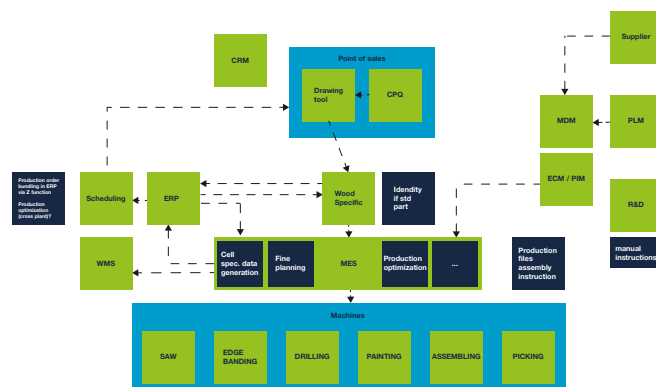 Supplier
CRM
Point of sales
Drawing
tool
CPQ
MDM
PLM
Production order
bundling in ERP
via Z function
Production
optimization
(cross plant)?
Scheduling
ERP
Wood
Specific
Idendity
if std
part
ECM / PIM
R&D
WMS
Cell
spec. data
generation
Fine
planning
MES
Production
optimization
...
Production
files
assembly
instruction
manual
instructions
Machines
SAW
EDGE
BANDING
DRILLING
PAINTING
ASSEMBLING
PICKING